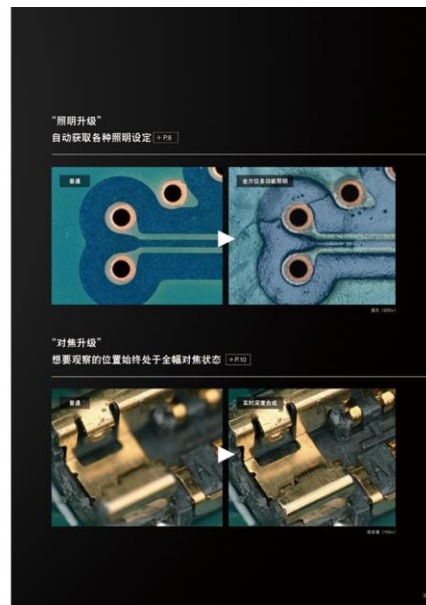 “照明升级”
自动获取各种照明设定 → P.6
普通
全方位多功能照明
“对焦升级”
想要观察的位置始终处于全幅对焦状态 → P.10
普通
实时深度合成